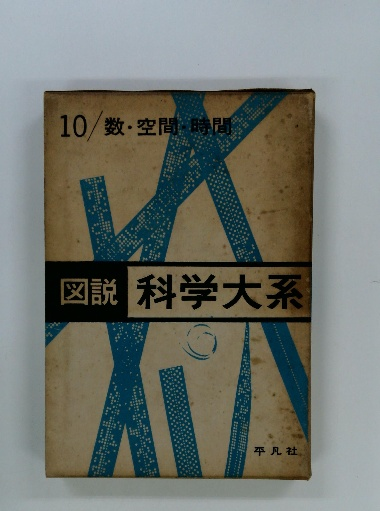 10/数・空間・時間
図説 科学大系
平凡社